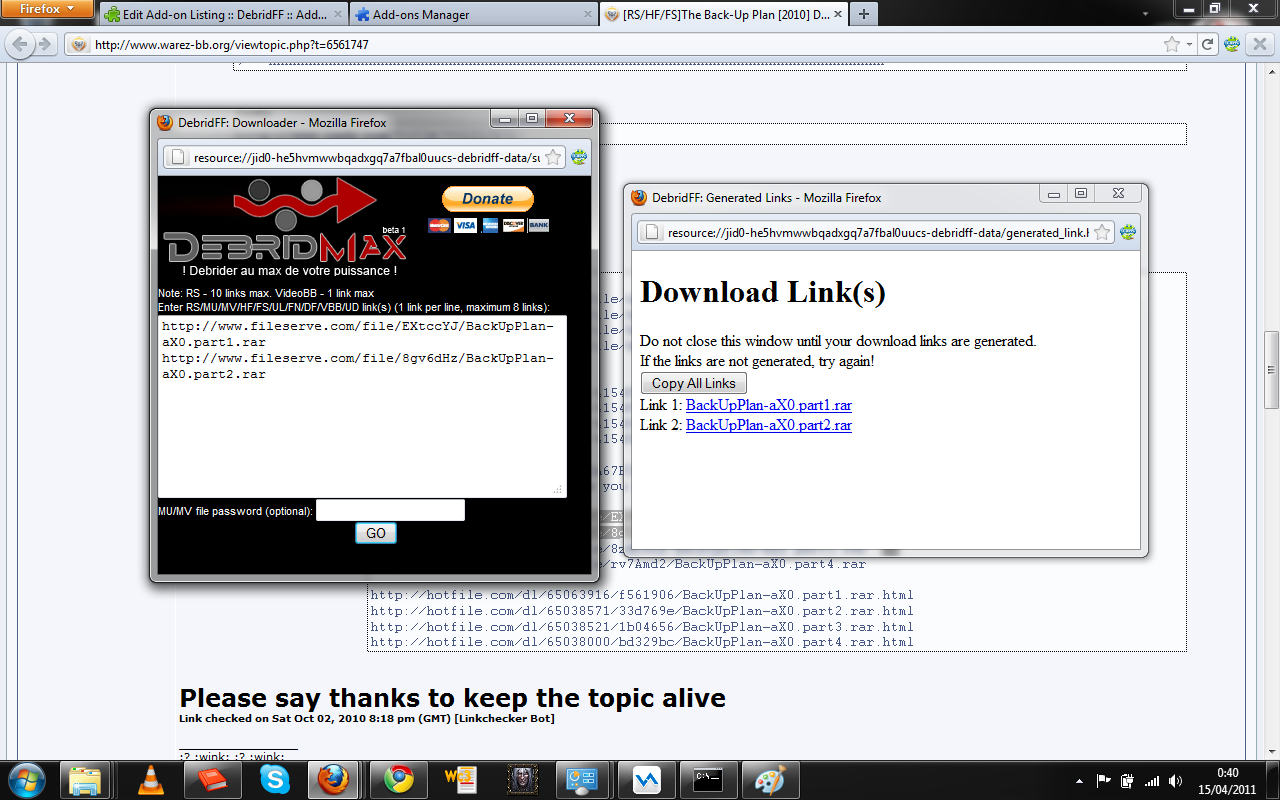 Firefox
Edit Add-on Listing :: DebridFF :: Add...
Add-ons Manager
[RS/HF/FS]The Back-Up Plan [2010] D...
http://www.warez-bb.org/viewtopic.php?t=6561747
DebridFF: Downloader - Mozilla Firefox
resource://jid0-he5hvmwwbqadxgq7a7fbal0uucs-debridff-data/su
DEBRIDMAX
beta 1
! Debrider au max de votre puissance !
Donate
VISA
BANK
Note: RS - 10 links max. VideoBB - 1 link max
Enter RS/MU/MV/HF/FS/UL/FN/DF/VBB/UD link(s) (1 link per line, maximum 8 links):
http://www.fileserve.com/file/EXtccYJ/BackUpPlan-
aX0.part1.rar
http://www.fileserve.com/file/8gv6dHz/BackUpPlan-
aX0.part2.rar
MU/MV file password (optional):
GO
DebridFF: Generated Links - Mozilla Firefox
resource://jid0-he5hvmwwbqadxgq7a7fbal0uucs-debridff-data/generated_link.h
Download Link(s)
Do not close this window until your download links are generated.
If the links are not generated, try again!
Copy All Links
Link 1: BackUpPlan-aX0.part1.rar
Link 2: BackUpPlan-aX0.part2.rar
/rv7Amd2/BackUpPlan-aX0.part4.rar
http://hotfile.com/dl/65063916/f561906/BackUpPlan-aX0.part1.rar.html
http://hotfile.com/dl/65038571/33d769e/BackUpPlan-aX0.part2.rar.html
http://hotfile.com/dl/65038521/1b04656/BackUpPlan-aX0.part3.rar.html
http://hotfile.com/dl/65038000/bd329bc/BackUpPlan-aX0.part4.rar.html
Please say thanks to keep the topic alive
Link checked on Sat Oct 02, 2010 8:18 pm (GMT) [Linkchecker Bot]
:? :wink: :? :wink:
0:40
15/04/2011